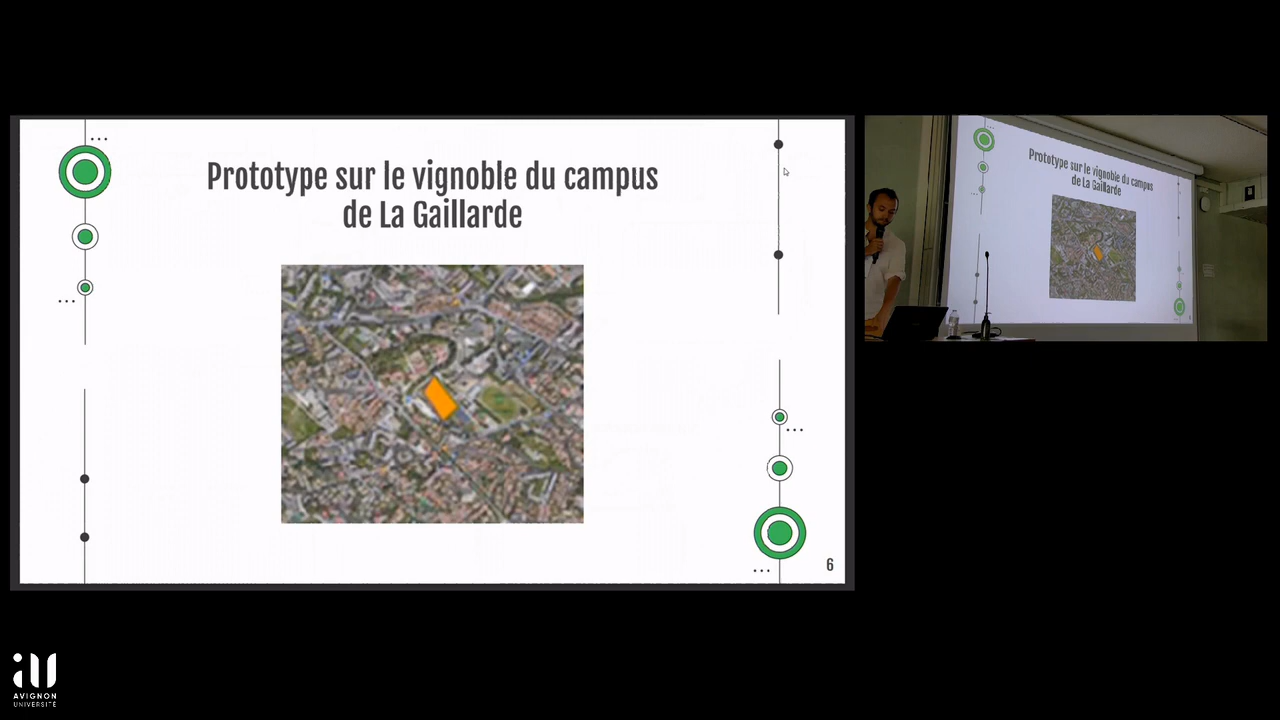 Prototype sur le vignoble du campus
de La Gaillarde
6
Prototype sur le vignoble du campus
de La Gaillarde
AVIGNON
UNIVERSITÉ